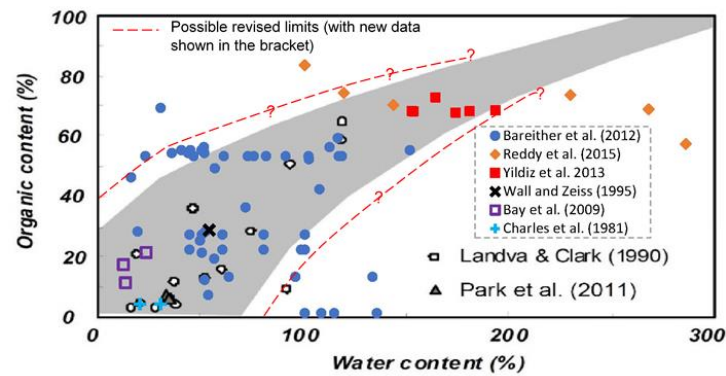 100
80
60
40
20
0
Organic content (%)
Possible revised limits (with new data
shown in the bracket)
?
?
?
?
?
Bareither et al. (2012)
Reddy et al. (2015)
Yildiz et al. 2013
Wall and Zeiss (1995)
Bay et al. (2009)
Charles et al. (1981)
Landva & Clark (1990)
Park et al. (2011)
0
100
200
300
Water content (%)